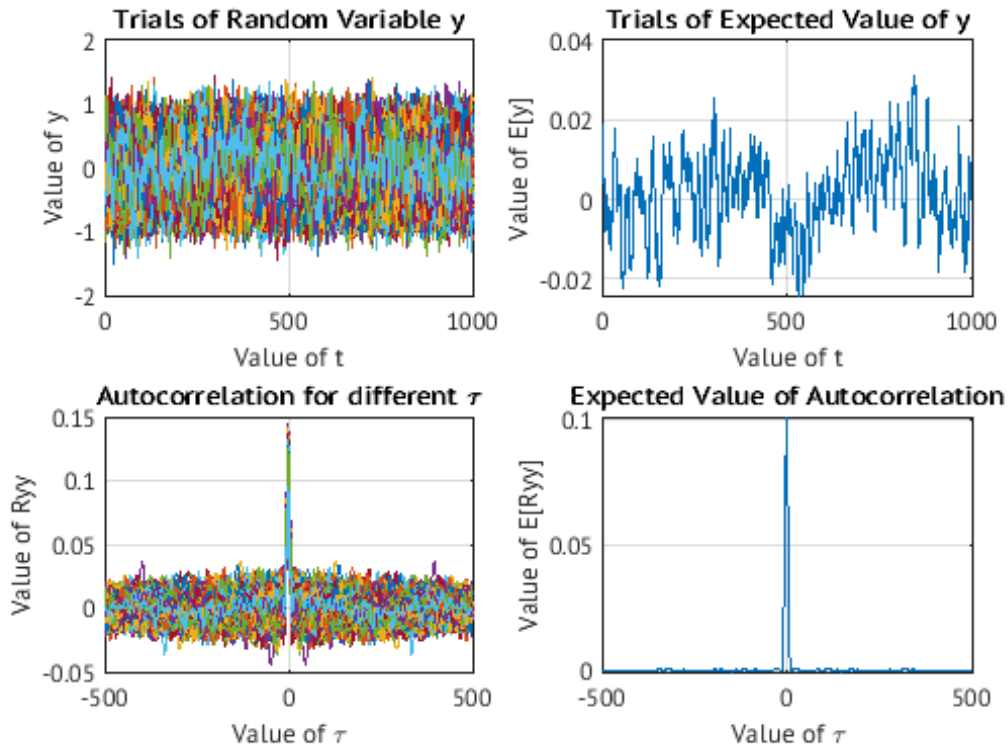 Trials of Random Variable y
2
1
0
-1
-2
Value of y
0 500 1000
Value of t
Trials of Expected Value of y
0.04
0.02
0
-0.02
Value of E[y]
0 500 1000
Value of t
Autocorrelation for different τ
0.15
0.1
0.05
0
-0.05
Value of Ryy
-500 0 500
Value of τ
Expected Value of Autocorrelation
0.1
0.05
0
Value of E[Ryy]
-500 0 500
Value of τ